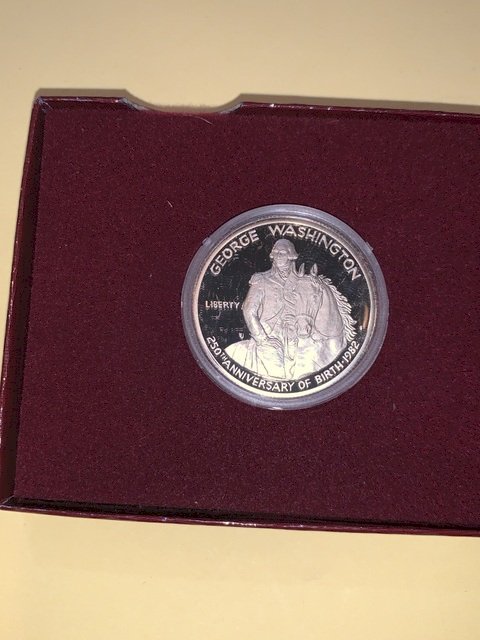 GEORGE WASHINGTON
LIBERTY
250TH ANNIVERSARY OF BIRTH·1982